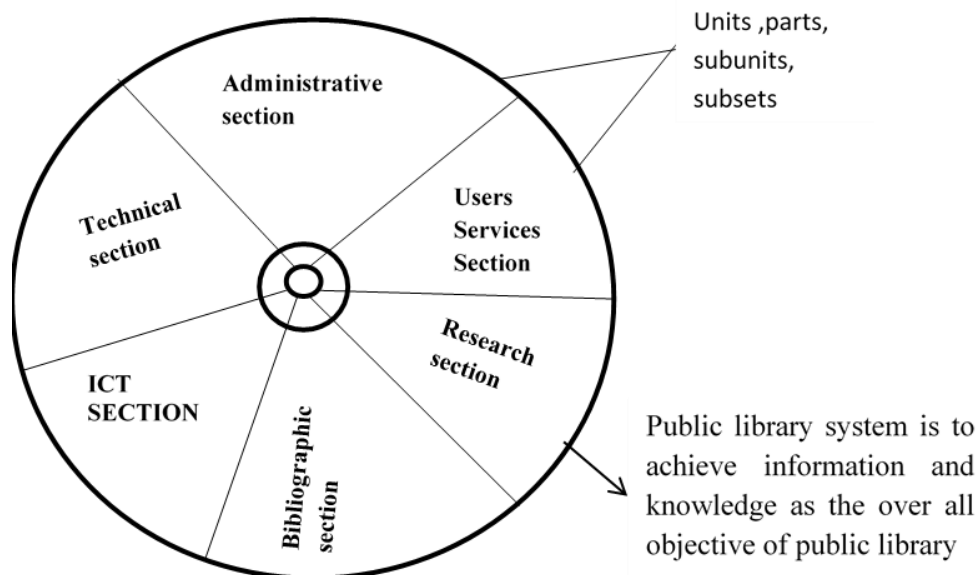 Units ,parts,
subunits,
subsets
Administrative
section
Users
Services
Section
Technical
section
Research
section
ICT
SECTION
Bibliographic
section
Public library system is to
achieve information and
knowledge as the over all
objective of public library